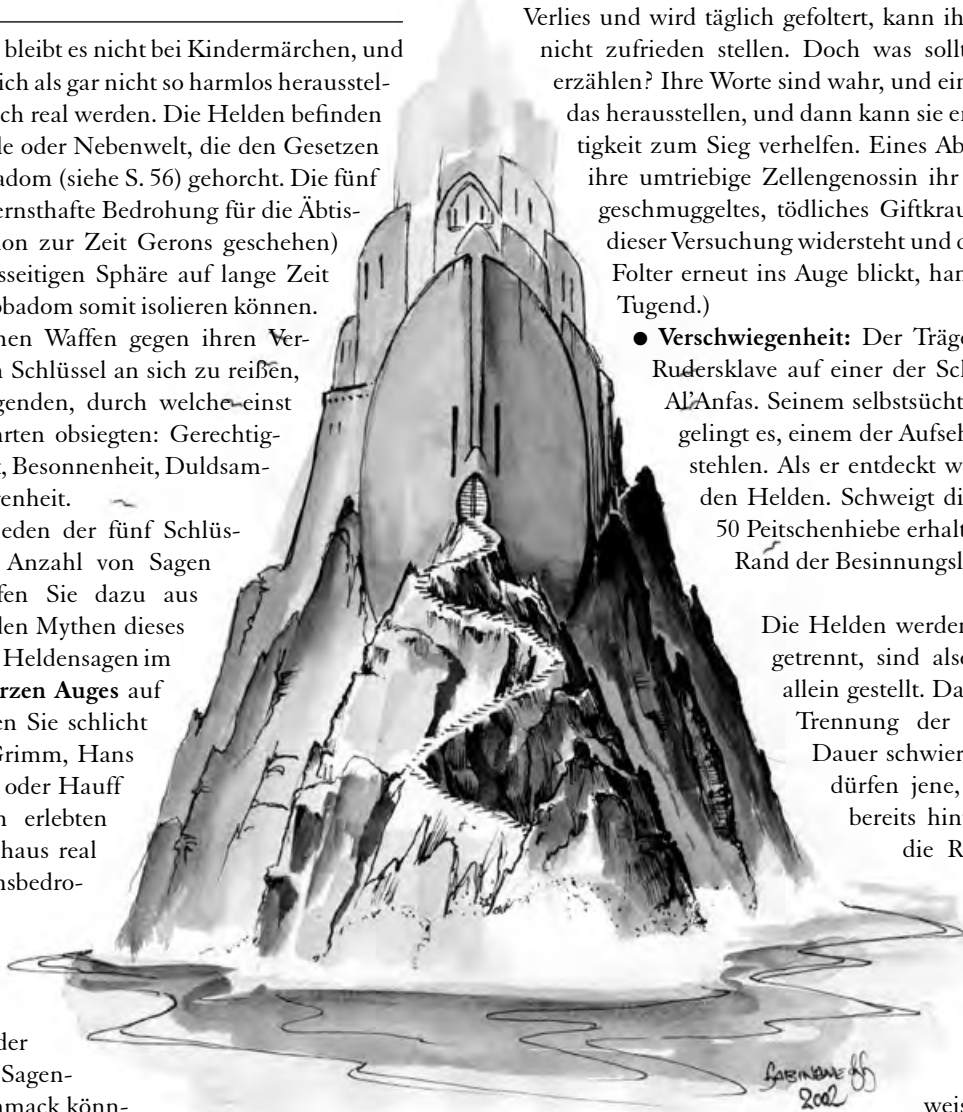 bleibt es nicht bei Kindermärchen, und
ich als gar nicht so harmlos herausstel-
ch real werden. Die Helden befinden
le oder Nebenwelt, die den Gesetzen
adom (siehe S. 56) gehorcht. Die fünf
ernsthafte Bedrohung für die Äbtis-
on zur Zeit Gerons geschehen)
sseitigen Sphäre auf lange Zeit
obadom somit isolieren können.
hen Waffen gegen ihren Ver-
n Schlüssel an sich zu reißen,
genden, durch welche einst
hrten obsiegten: Gerechtig-
t, Besonnenheit, Duldsam-
genheit.
eden der fünf Schlüs-
Anzahl von Sagen
fen Sie dazu aus
den Mythen dieses
Heldensagen im
rzen Auges auf
en Sie schlicht
Grimm, Hans
oder Hauff
n erlebten
haus real
nsbedro-
der
Sagen-
mack könn-
Verlies und wird täglich gefoltert, kann ih
nicht zufrieden stellen. Doch was sollt
erzählen? Ihre Worte sind wahr, und ein
das herausstellen, und dann kann sie er
tigkeit zum Sieg verhelfen. Eines Ab
ihre umtriebige Zellengenossin ihr
geschmuggeltes, tödliches Giftkrau
dieser Versuchung widersteht und d
Folter erneut ins Auge blickt, han
Tugend.)
● Verschwiegenheit: Der Träge
Rudersklave auf einer der Sch
Al'Anfas. Seinem selbstsücht
gelingt es, einem der Aufseh
stehlen. Als er entdeckt w
den Helden. Schweigt di
50 Peitschenhiebe erhalt
Rand der Besinnungsl
Die Helden werden
getrennt, sind also
allein gestellt. Da
Trennung der
Dauer schwier
dürfen jene,
bereits hin
die R
weis
2002